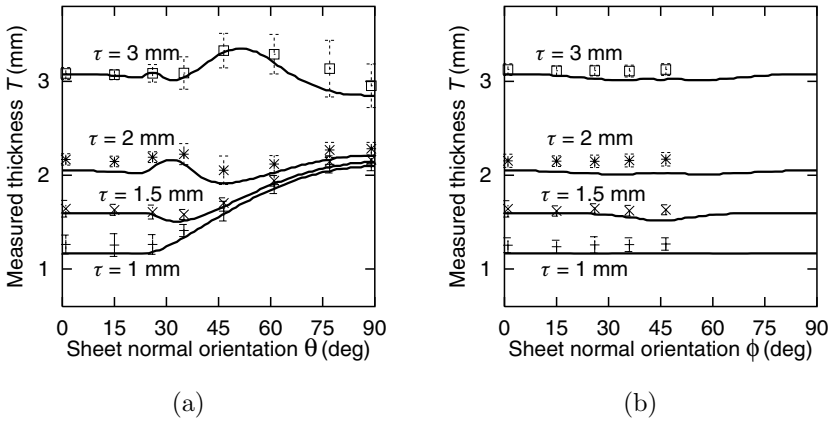 Measured thickness T (mm)
3
2
1
τ = 3 mm
τ = 2 mm
τ = 1.5 mm
τ = 1 mm
0 15 30 45 60 75 90
Sheet normal orientation θ (deg)
(a)
Measured thickness T (mm)
3
2
1
τ = 3 mm
τ = 2 mm
τ = 1.5 mm
τ = 1 mm
0 15 30 45 60 75 90
Sheet normal orientation ϕ (deg)
(b)